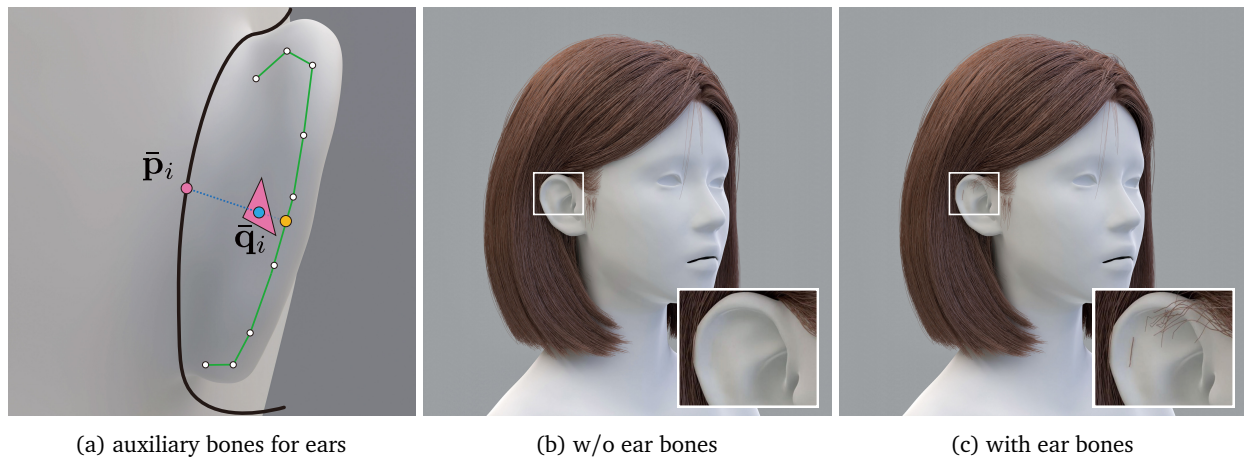 p̄ᵢ
q̄ᵢ
(a) auxiliary bones for ears
(b) w/o ear bones
(c) with ear bones